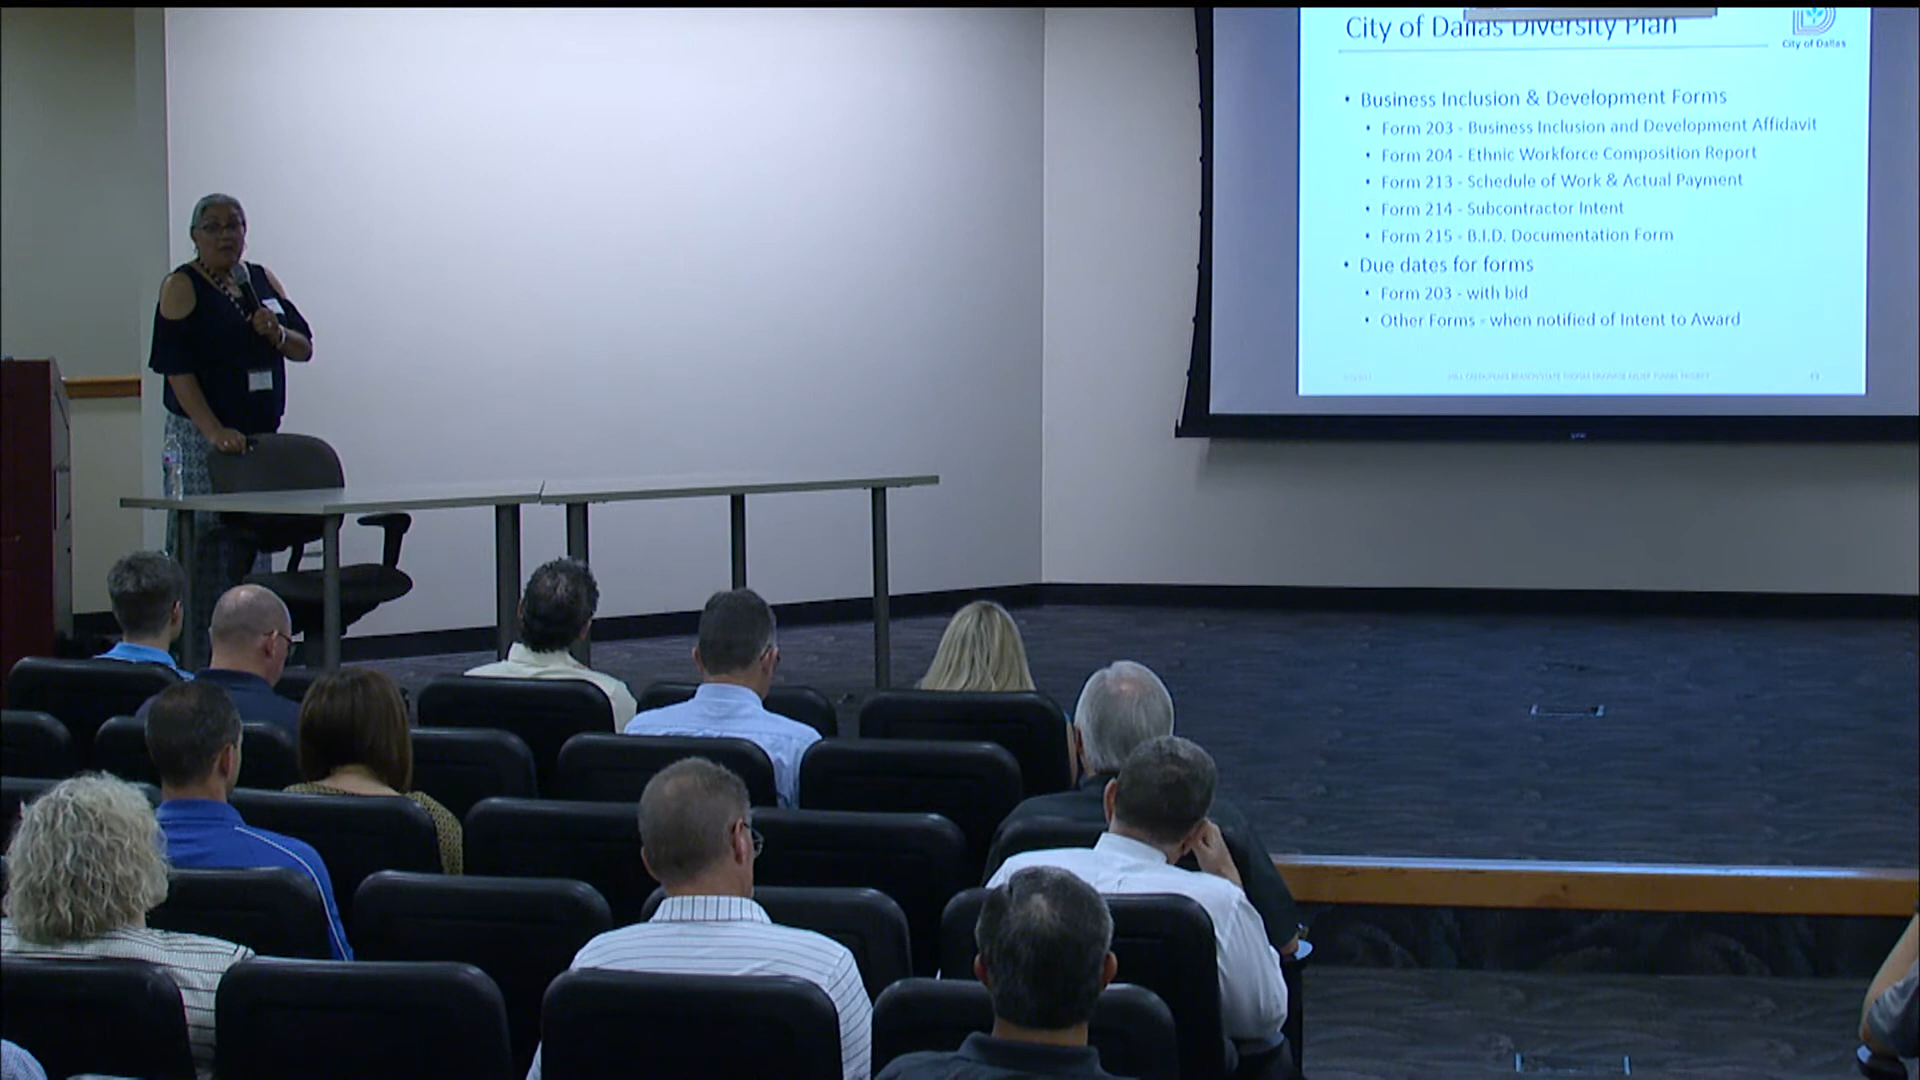 City of Dallas Diversity Plan
City of Dallas
• Business Inclusion & Development Forms
• Form 203 - Business Inclusion and Development Affidavit
• Form 204 - Ethnic Workforce Composition Report
• Form 213 - Schedule of Work & Actual Payment
• Form 214 - Subcontractor Intent
• Form 215 - B.I.D. Documentation Form
• Due dates for forms
• Form 203 - with bid
• Other Forms - when notified of Intent to Award